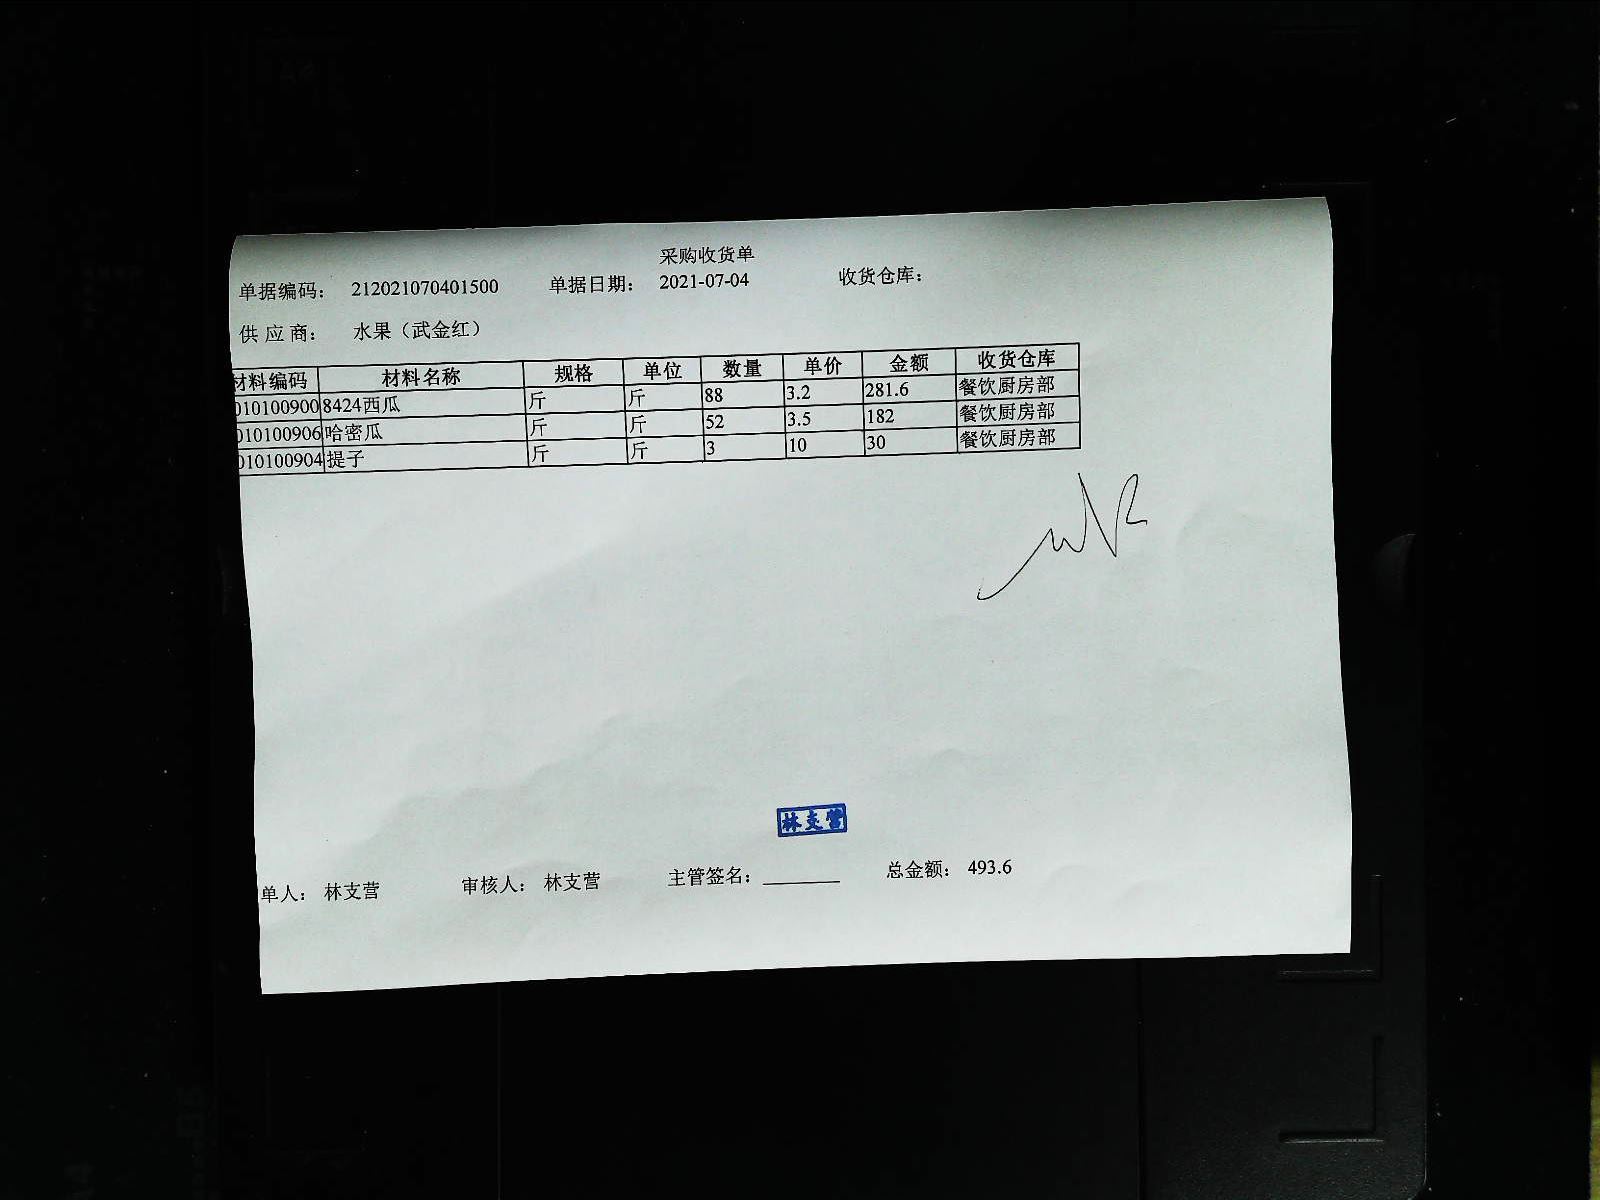 采购收货单
单据编码： 212021070401500 单据日期： 2021-07-04 收货仓库：
供 应 商： 水果（武金红）
材料编码 材料名称 规格 单位 数量 单价 金额 收货仓库
010100900 8424西瓜 斤 斤 88 3.2 281.6 餐饮厨房部
010100906 哈密瓜 斤 斤 52 3.5 182 餐饮厨房部
010100904 提子 斤 斤 3 10 30 餐饮厨房部
林支营
单人： 林支营 审核人： 林支营 主管签名：________ 总金额： 493.6